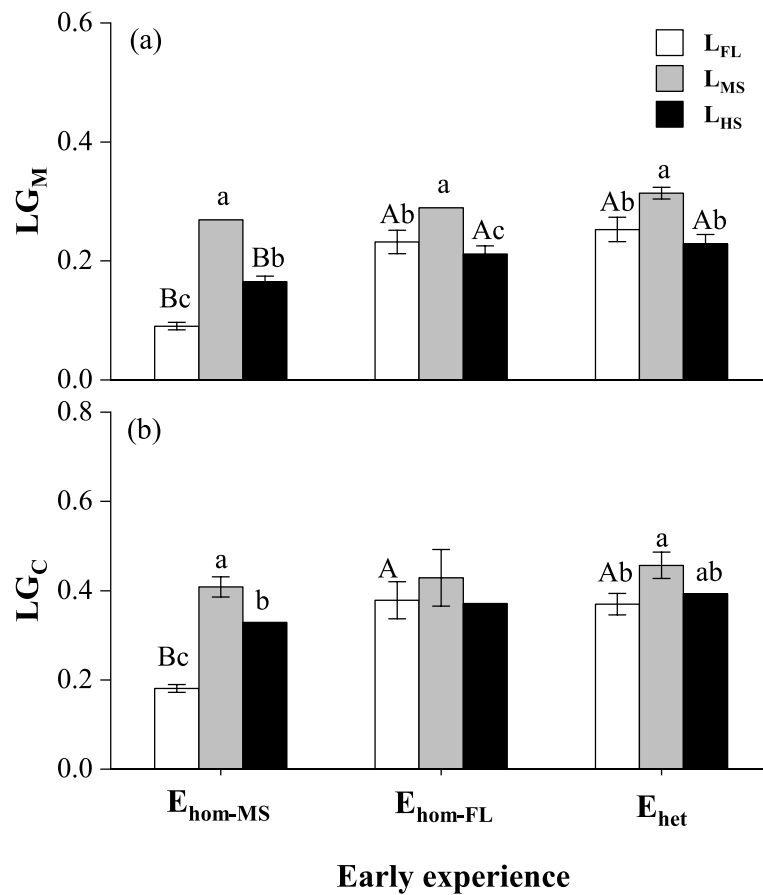 (a)
L_FL
L_MS
L_HS
0.6
0.4
0.2
0.0
LG_M
Bc a Bb
Ab a Ac
Ab a Ab
(b)
0.8
0.6
0.4
0.2
0.0
LG_C
Bc a b
A
Ab a ab
E_hom-MS E_hom-FL E_het
Early experience